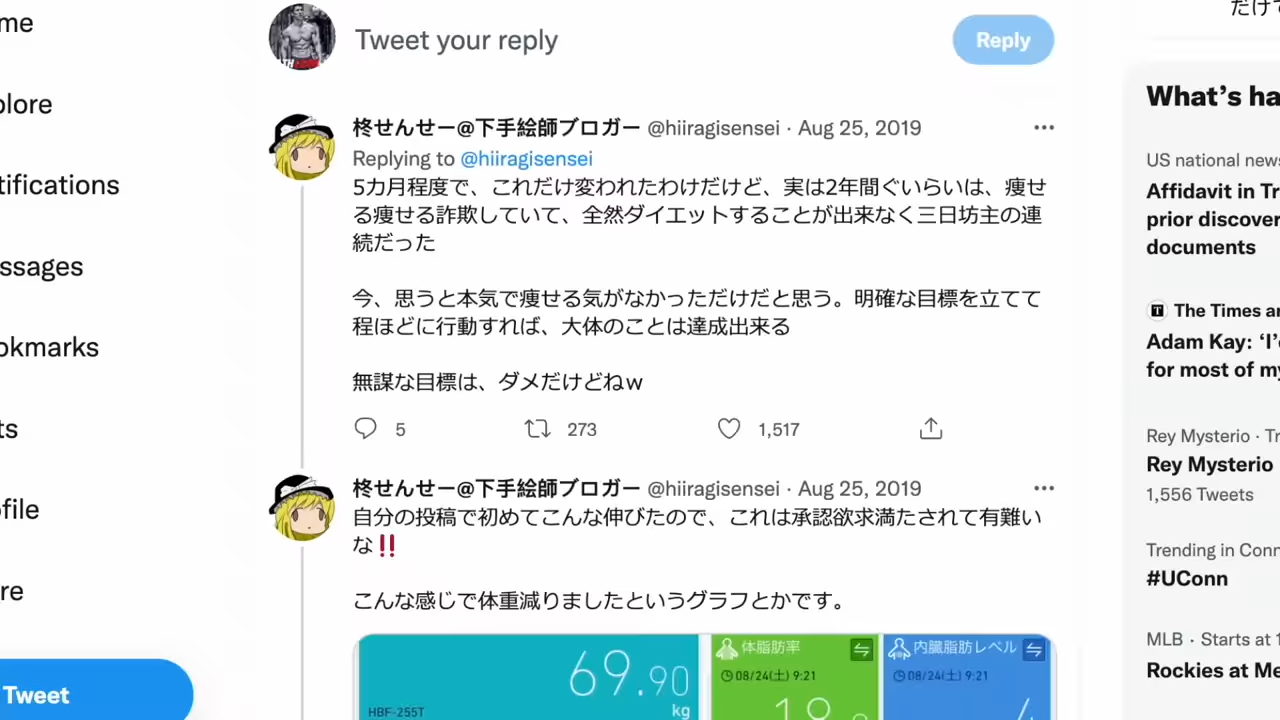 me
Tweet your reply
Reply
だけ
What's ha
plore
柊せんせー@下手絵師ブロガー @hiiragisensei · Aug 25, 2019
Replying to @hiiragisensei
5カ月程度で、これだけ変われたわけだけど、実は2年間ぐいらいは、痩せ
る痩せる詐欺していて、全然ダイエットすることが出来なく三日坊主の連
続だった
今、思うと本気で痩せる気がなかっただけだと思う。明確な目標を立てて
程ほどに行動すれば、大体のことは達成出来る
無謀な目標は、ダメだけどねw
5 273 1,517
tifications
ssages
okmarks
ts
file
re
Tweet
柊せんせー@下手絵師ブロガー @hiiragisensei · Aug 25, 2019
自分の投稿で初めてこんな伸びたので、これは承認欲求満たされて有難い
な‼️
こんな感じで体重減りましたというグラフとかです。
69.90
kg
HBF-255T
体脂肪率
08/24(土) 9:21
内臓脂肪レベル
08/24(土) 9:21
US national news
Affidavit in Tr
prior discover
documents
The Times an
Adam Kay: ‘I’
for most of my
Rey Mysterio · Tr
Rey Mysterio
1,556 Tweets
Trending in Conn
#UConn
MLB · Starts at 1
Rockies at Me